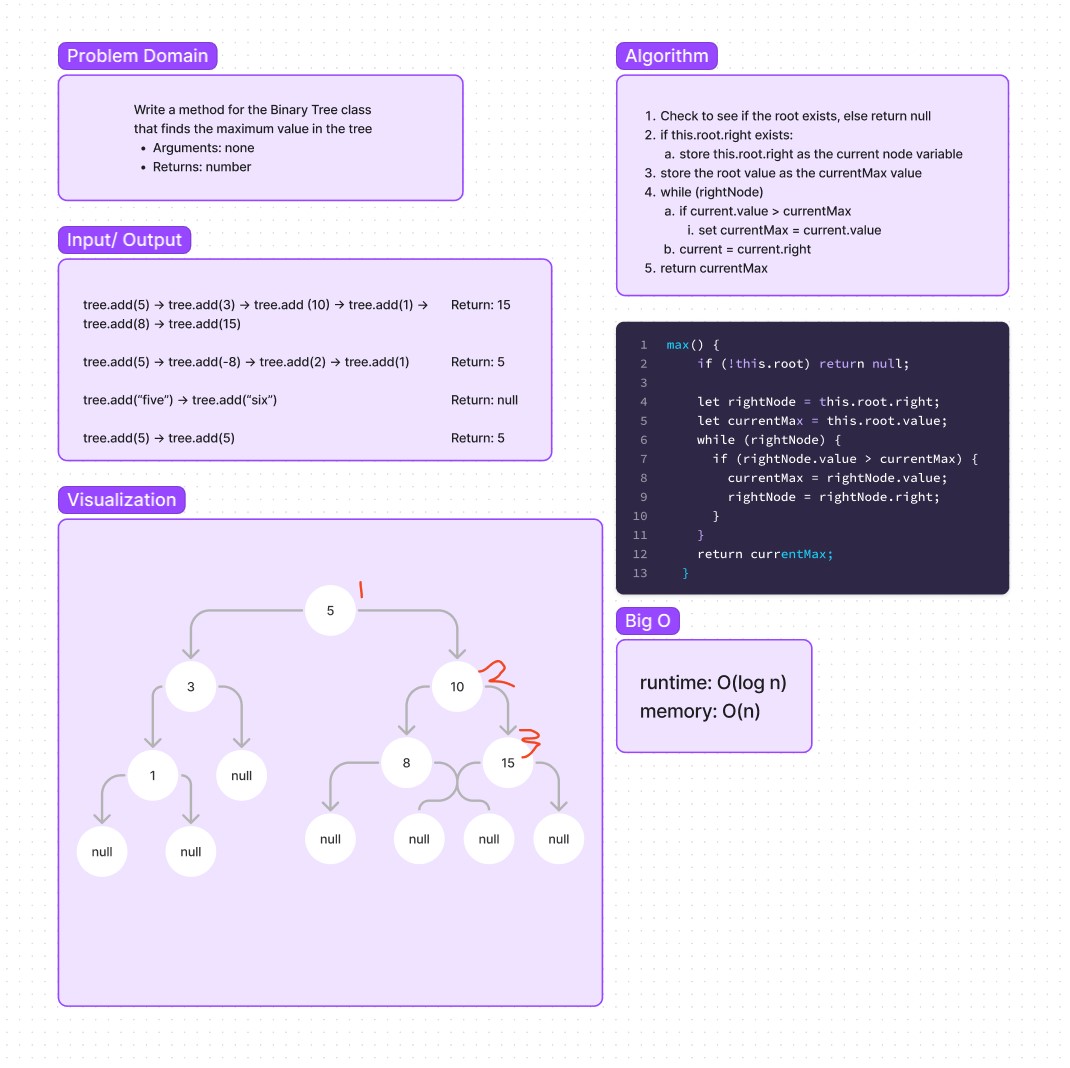 Problem Domain
Write a method for the Binary Tree class
that finds the maximum value in the tree
• Arguments: none
• Returns: number
Input/ Output
tree.add(5) → tree.add(3) → tree.add (10) → tree.add(1) → Return: 15
tree.add(8) → tree.add(15)
tree.add(5) → tree.add(-8) → tree.add(2) → tree.add(1) Return: 5
tree.add(“five”) → tree.add(“six”) Return: null
tree.add(5) → tree.add(5) Return: 5
Visualization
5 1
3 10 2
1 null 8 15 3
null null null null null null
Algorithm
1. Check to see if the root exists, else return null
2. if this.root.right exists:
a. store this.root.right as the current node variable
3. store the root value as the currentMax value
4. while (rightNode)
a. if current.value > currentMax
i. set currentMax = current.value
b. current = current.right
5. return currentMax
1 max() {
2 if (!this.root) return null;
3
4 let rightNode = this.root.right;
5 let currentMax = this.root.value;
6 while (rightNode) {
7 if (rightNode.value > currentMax) {
8 currentMax = rightNode.value;
9 rightNode = rightNode.right;
10 }
11 }
12 return currentMax;
13 }
Big O
runtime: O(log n)
memory: O(n)